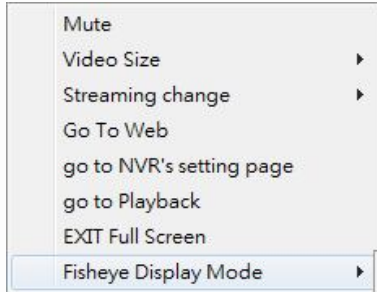 Mute
Video Size
Streaming change
Go To Web
go to NVR's setting page
go to Playback
EXIT Full Screen
Fisheye Display Mode